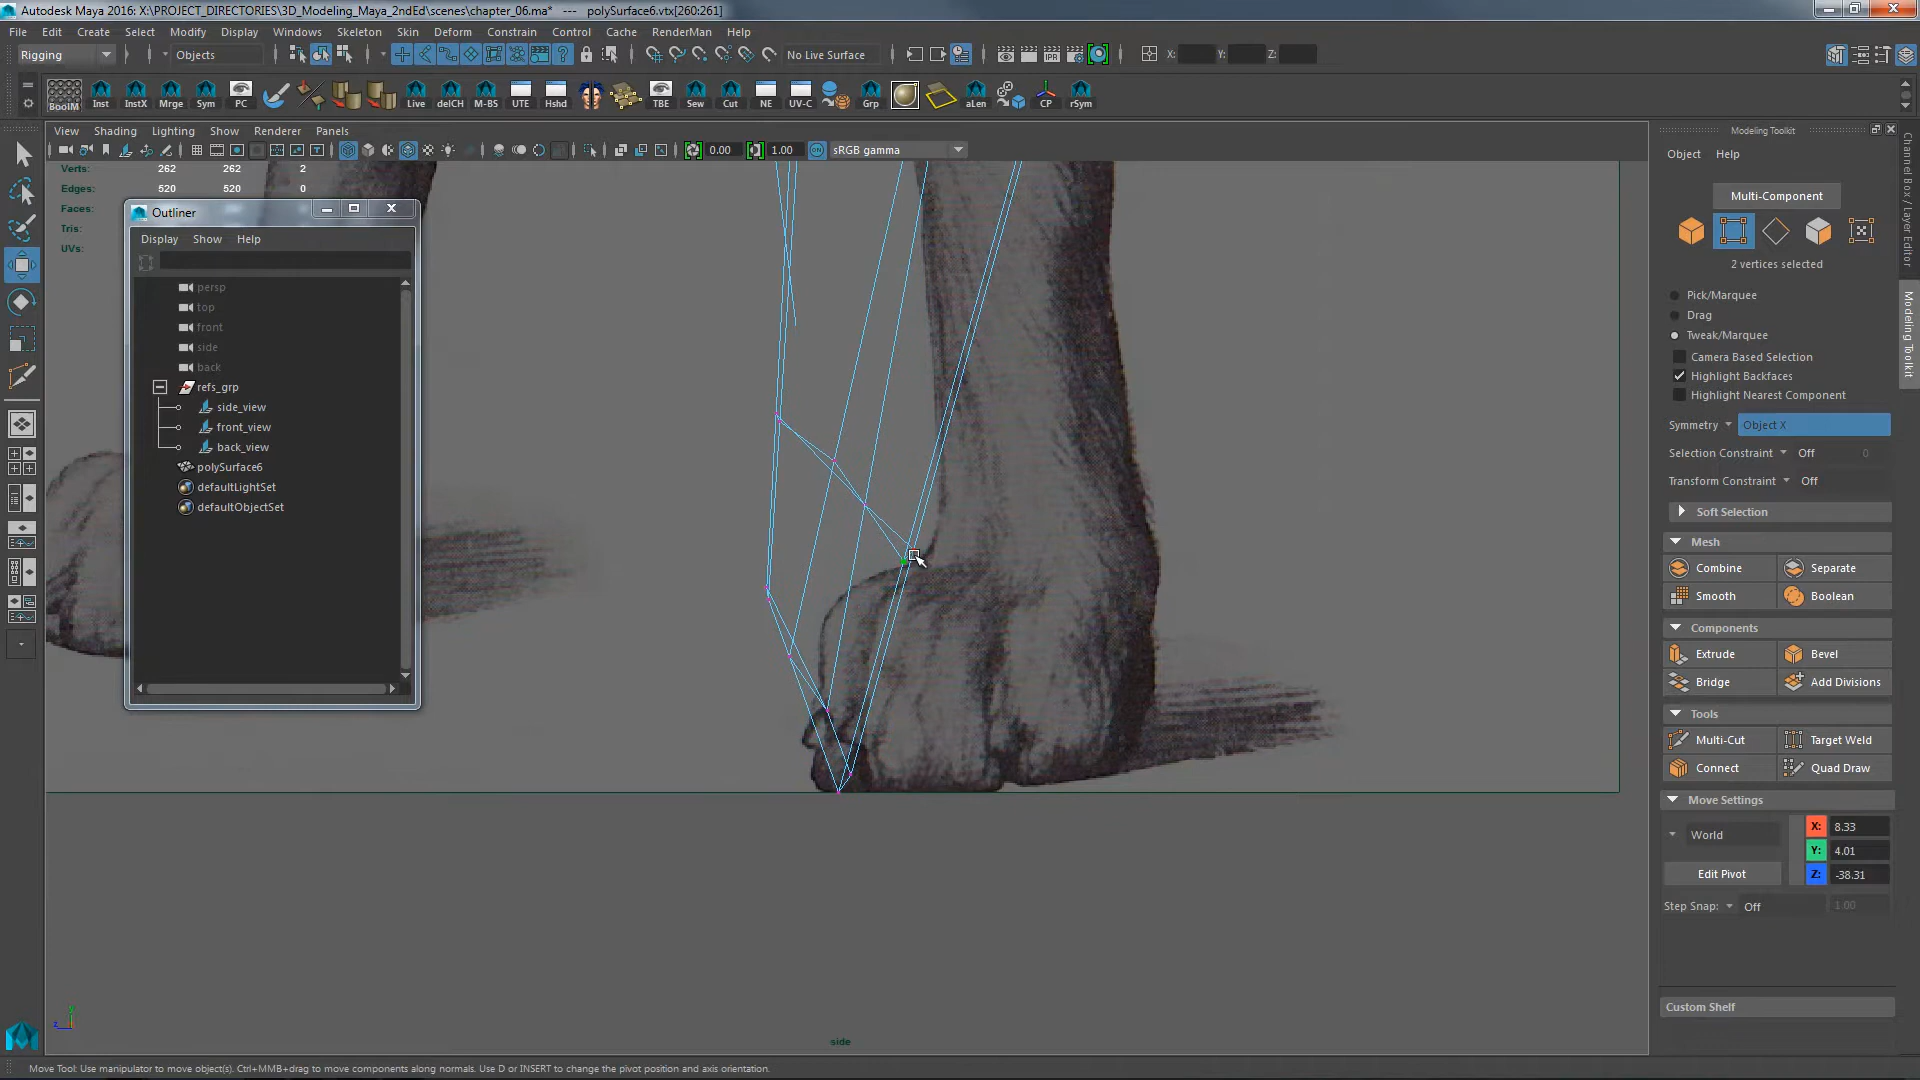 Autodesk Maya 2016: X:\PROJECT_DIRECTORIES\3D_Modeling_Maya_2ndEd\scenes\chapter_06.ma*   ---   polySurface6.vtx[260:261]
File Edit Create Select Modify Display Windows Skeleton Skin Deform Constrain Control Cache RenderMan Help
Rigging Objects No Live Surface X: Y: Z:
BoolM Inst InstX Mrge Sym PC Live delCH M-BS UTE Hshd TBE Sew Cut NE UV-C Grp aLen CP rSym
View Shading Lighting Show Renderer Panels
0.00 1.00 sRGB gamma
Verts: 262 262 2
Edges: 520 520 0
Faces:
Tris:
UVs:
Outliner
Display Show Help
persp
top
front
side
back
refs_grp
side_view
front_view
back_view
polySurface6
defaultLightSet
defaultObjectSet
side
Modeling Toolkit
Object Help
Multi-Component
2 vertices selected
Pick/Marquee
Drag
Tweak/Marquee
Camera Based Selection
Highlight Backfaces
Highlight Nearest Component
Symmetry Object X
Selection Constraint Off 0
Transform Constraint Off
Soft Selection
Mesh
Combine Separate
Smooth Boolean
Components
Extrude Bevel
Bridge Add Divisions
Tools
Multi-Cut Target Weld
Connect Quad Draw
Move Settings
World X: 8.33
Y: 4.01
Edit Pivot Z: -38.31
Step Snap: Off 1.00
Custom Shelf
Channel Box / Layer Editor
Modeling Toolkit
Move Tool: Use manipulator to move object(s). Ctrl+MMB+drag to move components along normals. Use D or INSERT to change the pivot position and axis orientation.